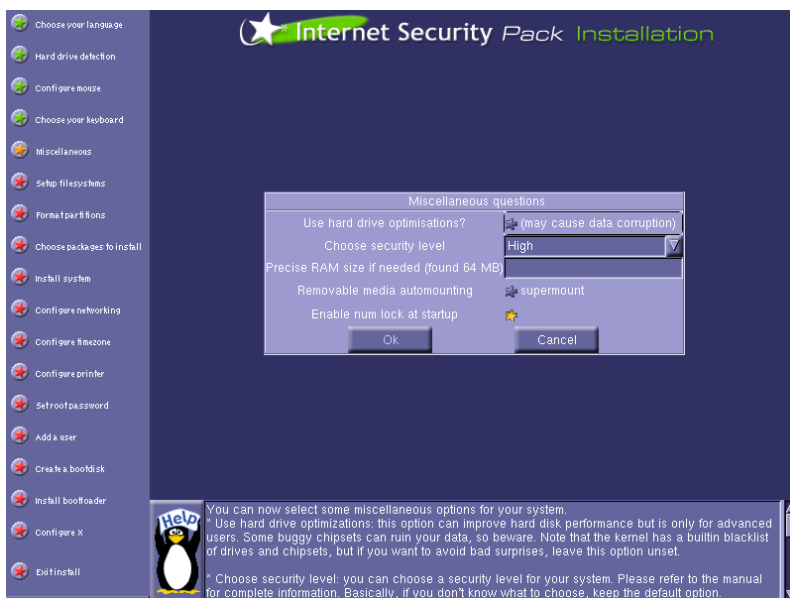 Internet Security Pack Installation
Choose your language
Hard drive detection
Configure mouse
Choose your keyboard
Miscellaneous
Setup filesystems
Format partitions
Choose packages to install
Install system
Configure networking
Configure timezone
Configure printer
Set root password
Add a user
Create a bootdisk
Install bootloader
Configure X
Exit install
Miscellaneous questions
Use hard drive optimisations? (may cause data corruption)
Choose security level High
Precise RAM size if needed (found 64 MB)
Removable media automounting supermount
Enable num lock at startup
Ok Cancel
Help
You can now select some miscellaneous options for your system.
* Use hard drive optimizations: this option can improve hard disk performance but is only for advanced
users. Some buggy chipsets can ruin your data, so beware. Note that the kernel has a builtin blacklist
of drives and chipsets, but if you want to avoid bad surprises, leave this option unset.
* Choose security level: you can choose a security level for your system. Please refer to the manual
for complete information. Basically, if you don't know what to choose, keep the default option.